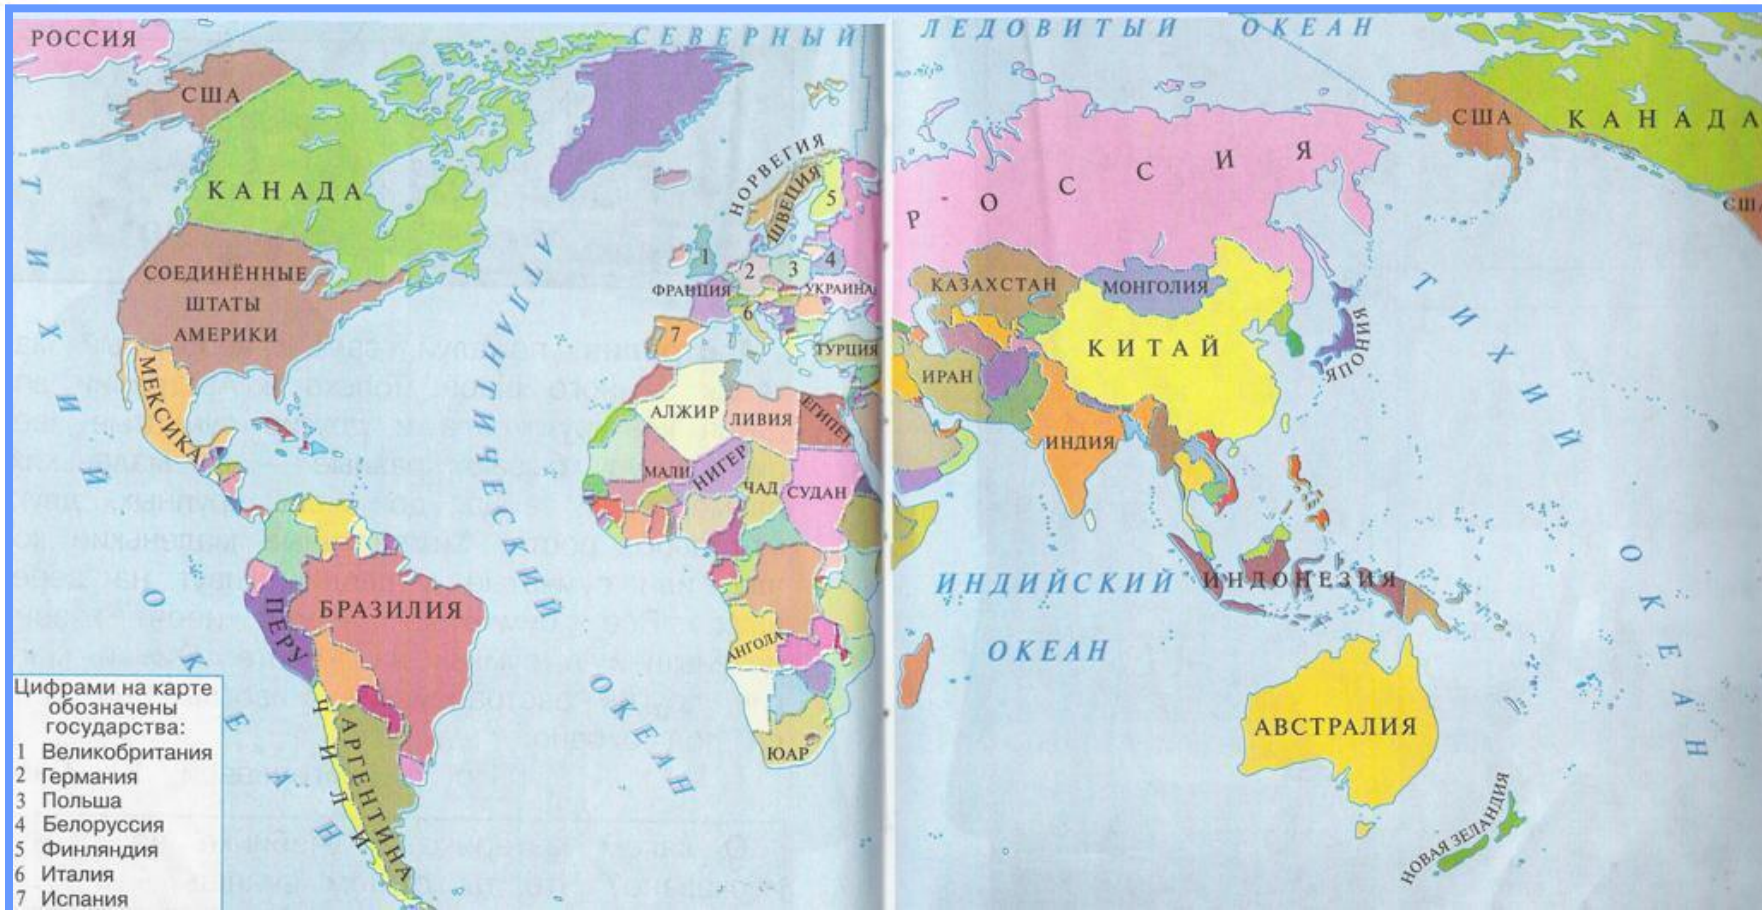 СЕВЕРНЫЙ ЛЕДОВИТЫЙ ОКЕАН
РОССИЯ
США
КАНАДА
СОЕДИНЁННЫЕ
ШТАТЫ
АМЕРИКИ
МЕКСИКА
ТИХИЙ
ОКЕАН
АТЛАНТИЧЕСКИЙ
ОКЕАН
ПЕРУ
БРАЗИЛИЯ
ЧИЛИ
АРГЕНТИНА
НОРВЕГИЯ
ШВЕЦИЯ
5
1
2
3
4
ФРАНЦИЯ
УКРАИНА
6
7
ТУРЦИЯ
АЛЖИР
ЛИВИЯ
ЕГИПЕТ
МАЛИ
НИГЕР
ЧАД
СУДАН
АНГОЛА
ЮАР
РОССИЯ
США
КАНАДА
США
КАЗАХСТАН
МОНГОЛИЯ
КИТАЙ
ЯПОНИЯ
ИРАН
ИНДИЯ
ТИХИЙ
ОКЕАН
ИНДИЙСКИЙ
ОКЕАН
ИНДОНЕЗИЯ
АВСТРАЛИЯ
НОВАЯ ЗЕЛАНДИЯ
Цифрами на карте
обозначены
государства:
1 Великобритания
2 Германия
3 Польша
4 Белоруссия
5 Финляндия
6 Италия
7 Испания